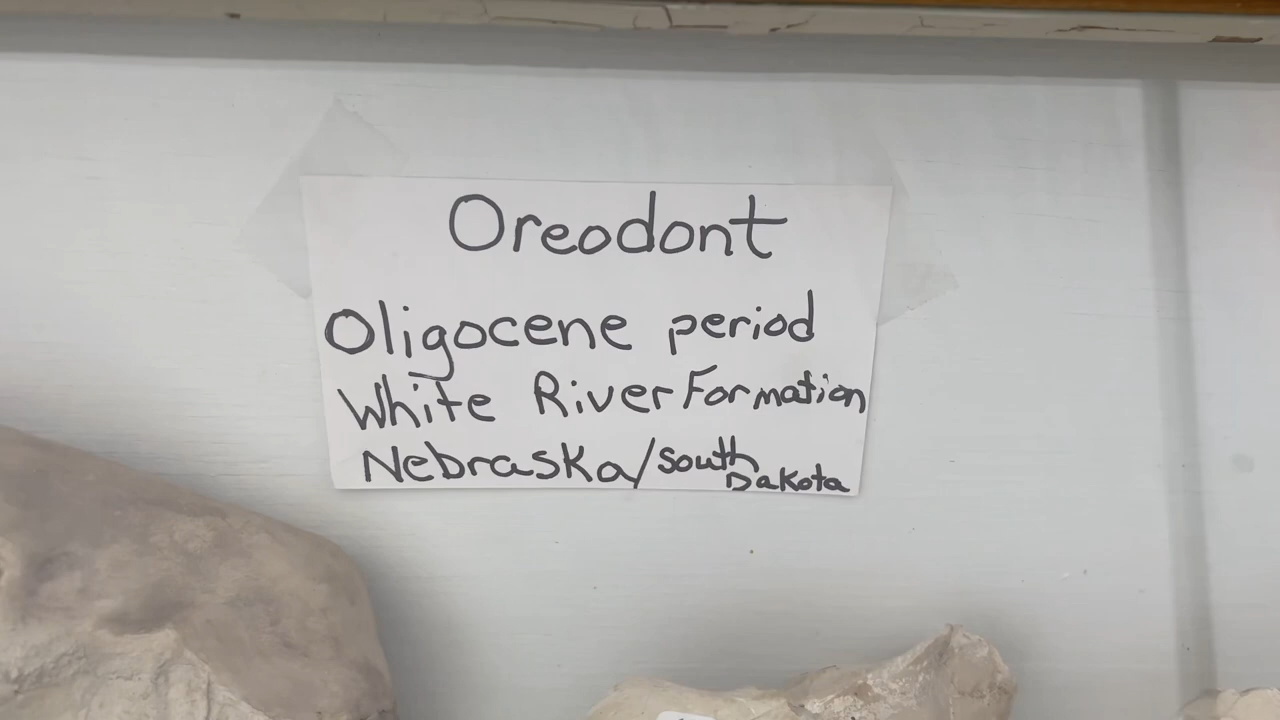 Oreodont
Oligocene period
White River Formation
Nebraska/South
Dakota